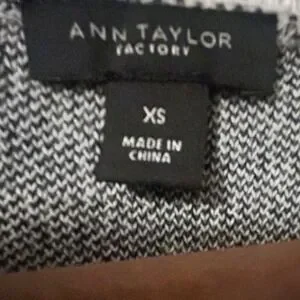 ANN TAYLOR
FACTORY
XS
MADE IN
CHINA